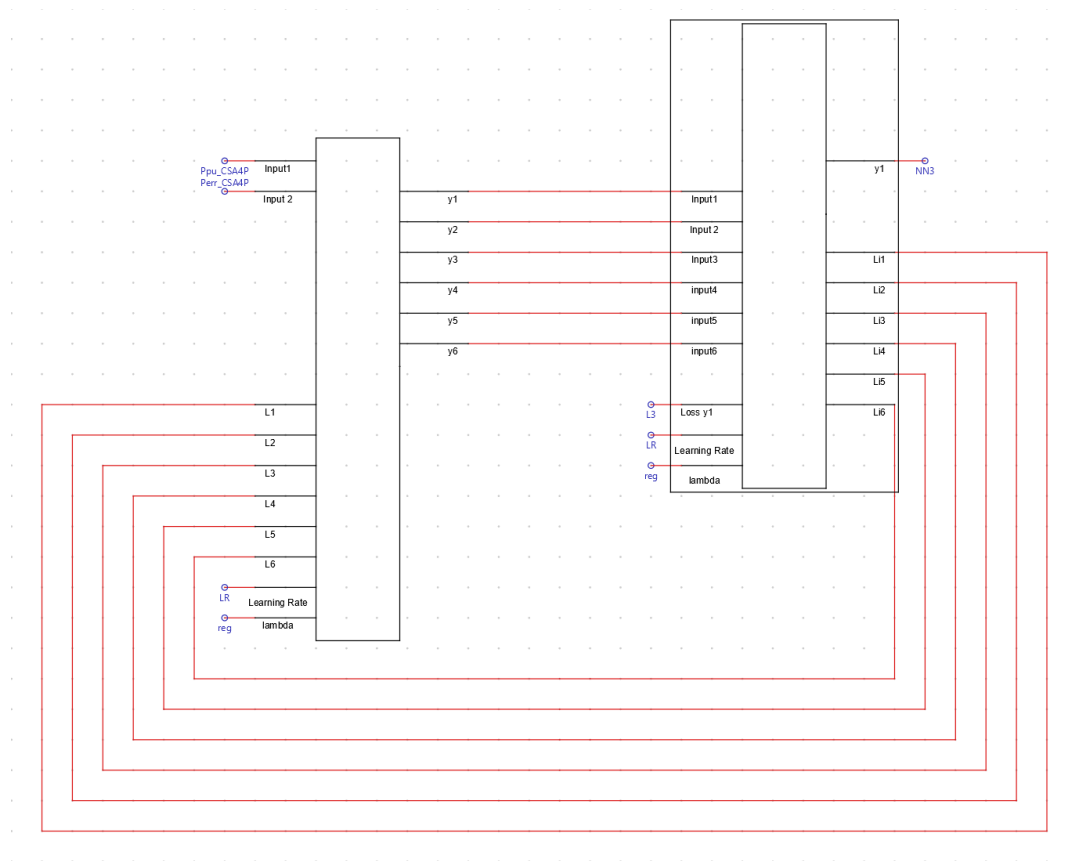 Ppu_CSA4P
Input1
Perr_CSA4P
Input 2
y1
y2
y3
y4
y5
y6
L1
L2
L3
L4
L5
L6
LR
Learning Rate
reg
lambda
Input1
Input 2
Input3
input4
input5
input6
L3
Loss y1
LR
Learning Rate
reg
lambda
y1
NN3
Li1
Li2
Li3
Li4
Li5
Li6